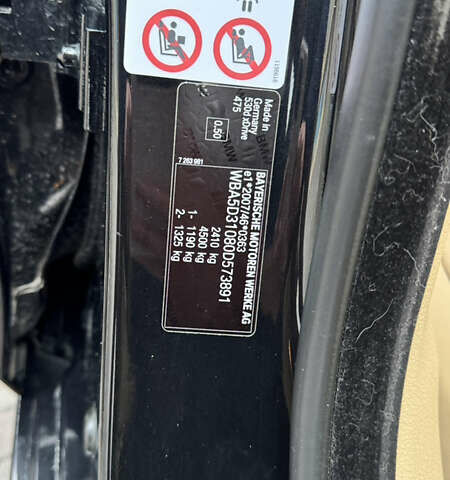 BAYERISCHE MOTOREN WERKE AG
e1*2007/46*0363
WBA5D31080D573891
2410 kg
4500 kg
1- 1190 kg
2- 1325 kg
7 263 981
0.50
Made in
Germany
530d xDrive
475